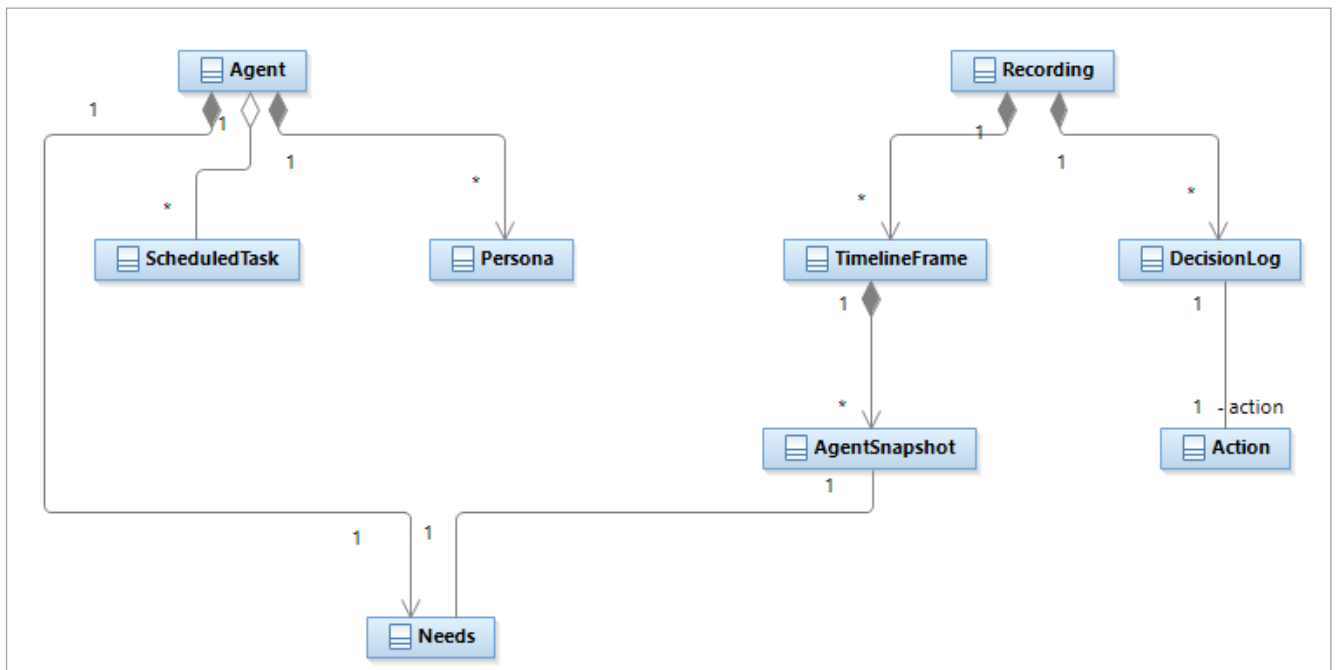 Agent
Recording
1
1
1
1
1
*
*
*
*
ScheduledTask
Persona
TimelineFrame
DecisionLog
1
1
*
1 - action
AgentSnapshot
Action
1
1
1
Needs